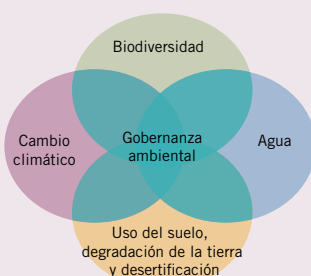 Biodiversidad
Cambio
climático
Gobernanza
ambiental
Agua
Uso del suelo,
degradación de la tierra
y desertificación